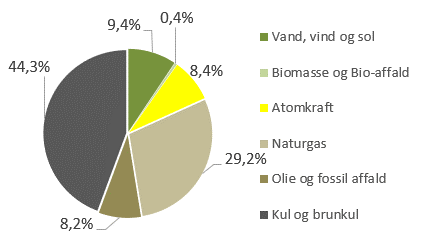 9,4%
0,4%
8,4%
29,2%
8,2%
44,3%
Vand, vind og sol
Biomasse og Bio-affald
Atomkraft
Naturgas
Olie og fossil affald
Kul og brunkul